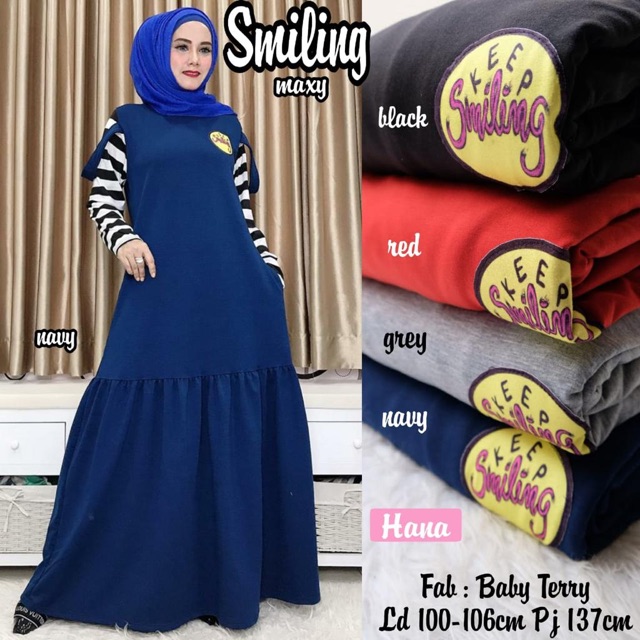 Smiling
maxy
Smiling
navy
KEEP
Smiling
black
KEEP
Smiling
red
KEEP
Smiling
grey
KEEP
Smiling
navy
Hana
Fab : Baby Terry
Ld 100-106cm Pj 137cm